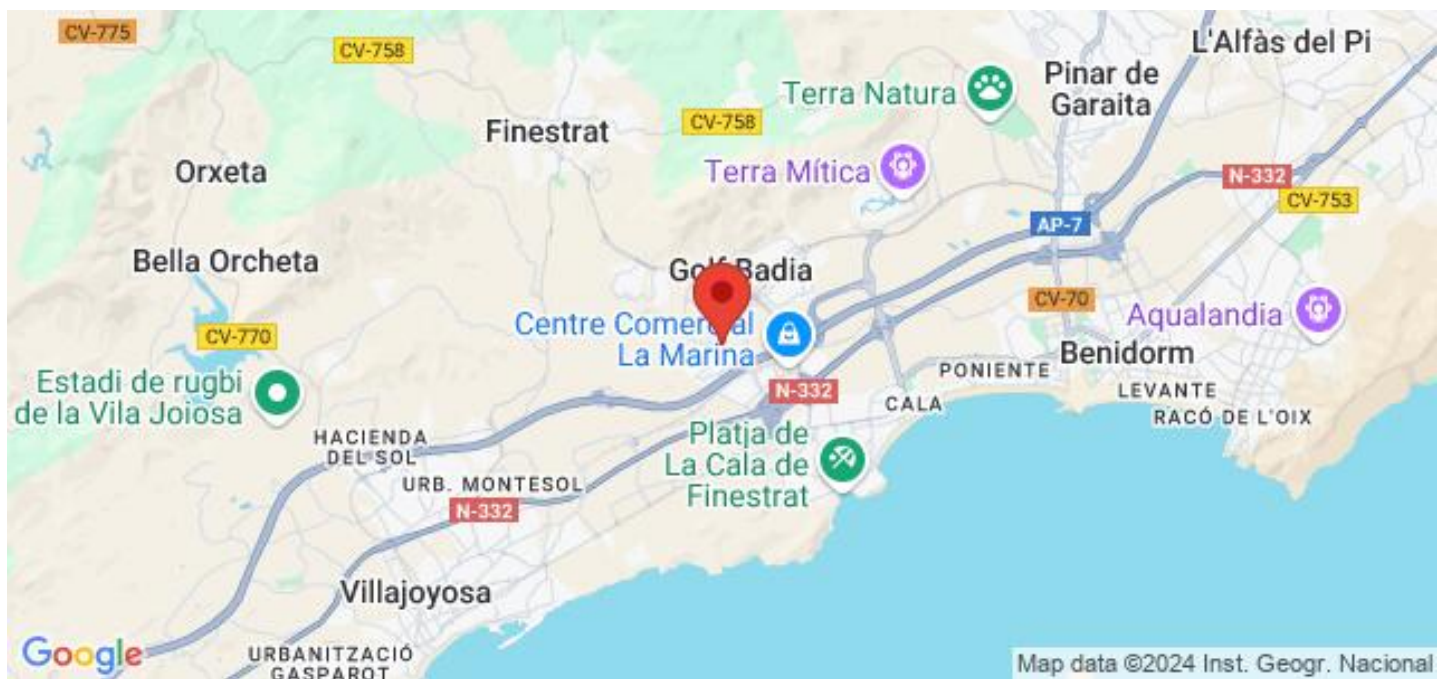 CV-775
CV-758
L'Alfàs del Pi
Pinar de
Garaita
Terra Natura
Finestrat
CV-758
Orxeta
Terra Mítica
N-332
CV-753
AP-7
Bella Orcheta
Golf Badia
CV-70
CV-770
Centre Comercial
La Marina
Aqualandia
Benidorm
Estadi de rugbi
de la Vila Joiosa
PONIENTE
N-332
LEVANTE
CALA
RACÓ DE L'OIX
HACIENDA
DEL SOL
Platja de
La Cala de
Finestrat
URB. MONTESOL
N-332
Villajoyosa
Google
URBANITZACIÓ
GASPAROT
Map data ©2024 Inst. Geogr. Nacional